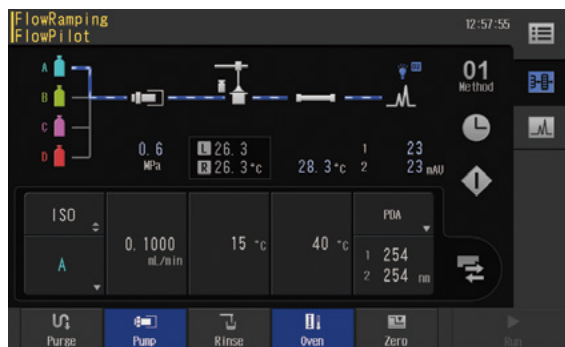 FlowRamping
FlowPilot
12:57:55
A
B
C
D
01
Method
0.6
MPa
L 26.3
R 26.3°C
28.3°C
1 23
2 23 mAU
ISO
A
0.1000
mL/min
15 °C
40 °C
PDA
1 254
2 254 nm
Purge
Pump
Rinse
Oven
Zero
Run